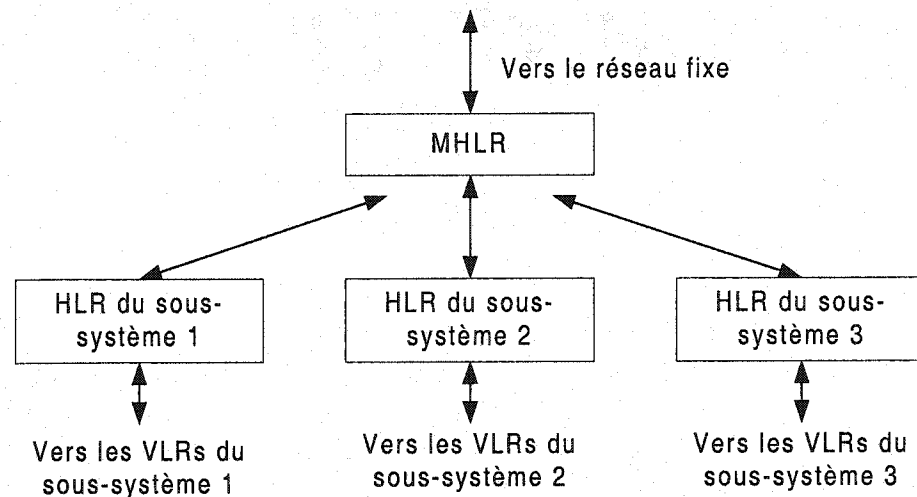 Vers le réseau fixe
MHLR
HLR du sous-
système 1
HLR du sous-
système 2
HLR du sous-
système 3
Vers les VLRs du
sous-système 1
Vers les VLRs du
sous-système 2
Vers les VLRs du
sous-système 3